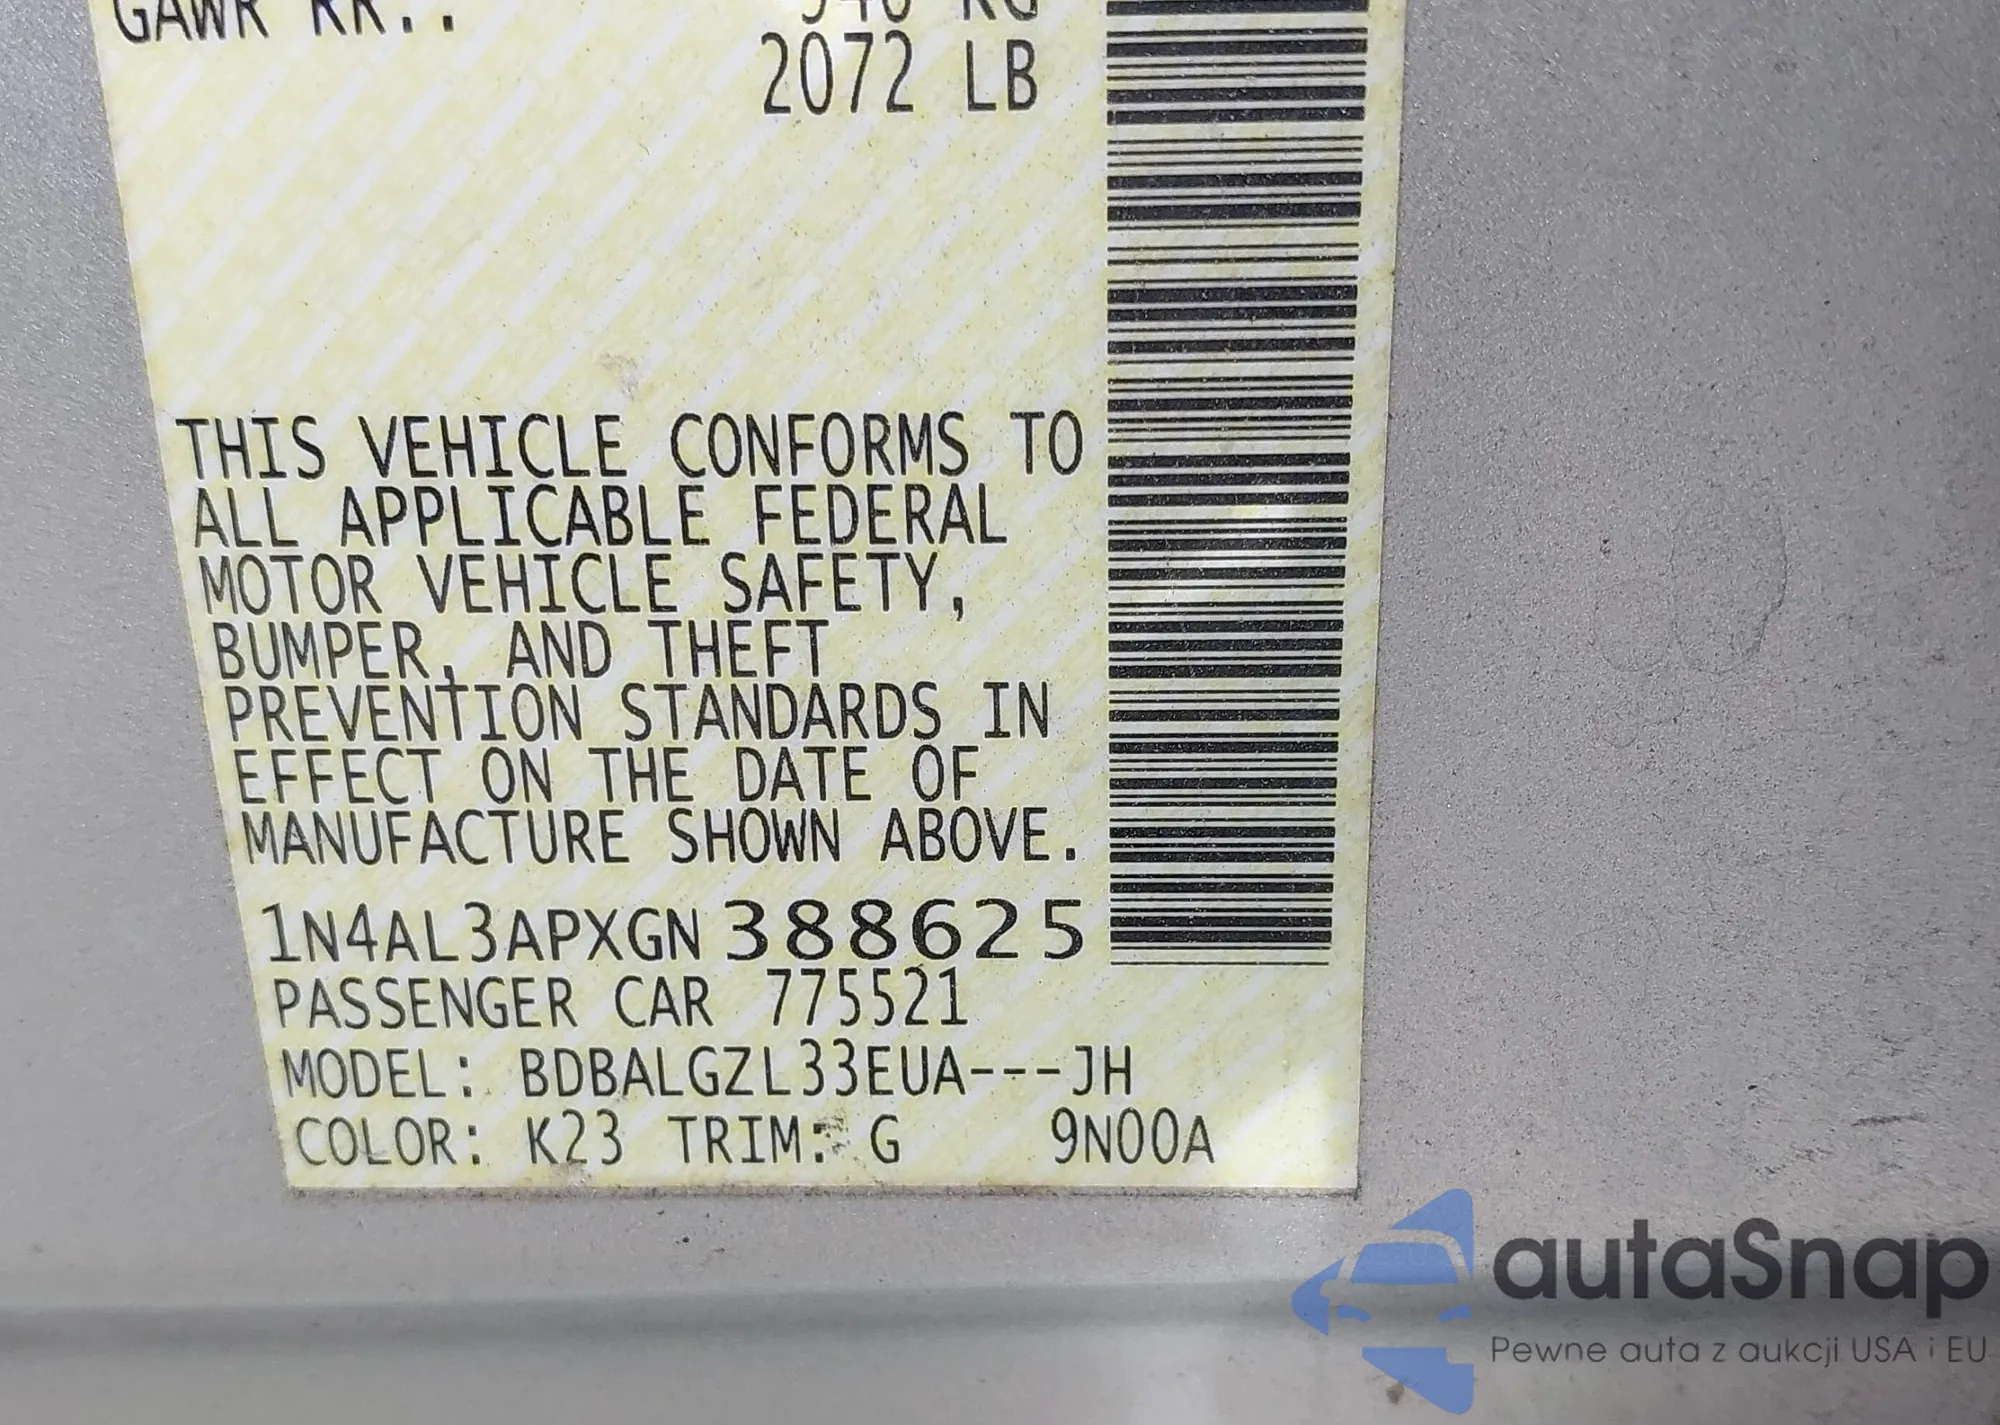 GAWR RR.. 940 KG
2072 LB
THIS VEHICLE CONFORMS TO
ALL APPLICABLE FEDERAL
MOTOR VEHICLE SAFETY,
BUMPER, AND THEFT
PREVENTION STANDARDS IN
EFFECT ON THE DATE OF
MANUFACTURE SHOWN ABOVE.
1N4AL3APXGN388625
PASSENGER CAR 775521
MODEL: BDBALGZL33EUA---JH
COLOR: K23 TRIM: G 9N00A
autaSnap
Pewne auta z aukcji USA i EU